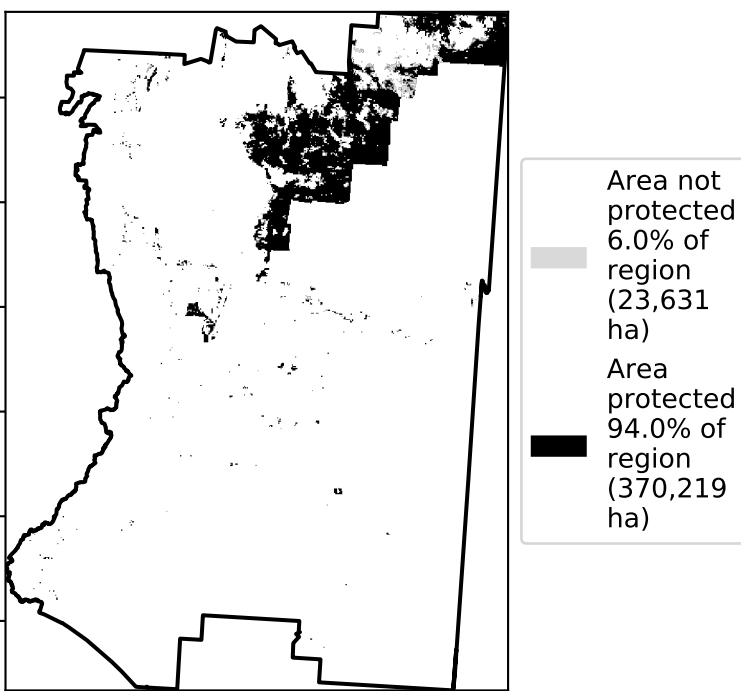 Area not
protected
6.0% of
region
(23,631
ha)
Area
protected
94.0% of
region
(370,219
ha)